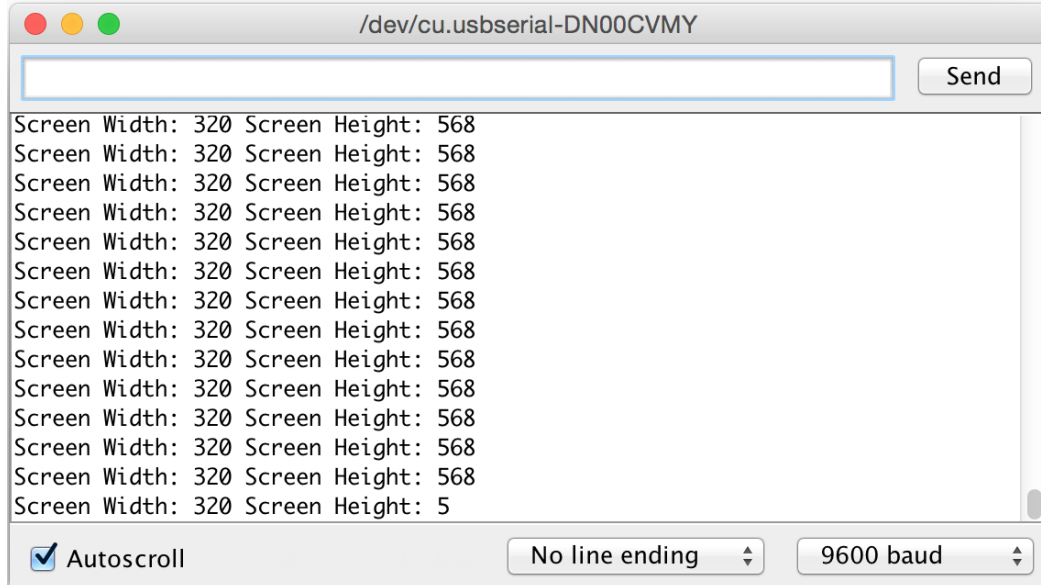 /dev/cu.usbserial-DN00CVMY
Send
Screen Width: 320 Screen Height: 568
Screen Width: 320 Screen Height: 568
Screen Width: 320 Screen Height: 568
Screen Width: 320 Screen Height: 568
Screen Width: 320 Screen Height: 568
Screen Width: 320 Screen Height: 568
Screen Width: 320 Screen Height: 568
Screen Width: 320 Screen Height: 568
Screen Width: 320 Screen Height: 568
Screen Width: 320 Screen Height: 568
Screen Width: 320 Screen Height: 568
Screen Width: 320 Screen Height: 568
Screen Width: 320 Screen Height: 568
Screen Width: 320 Screen Height: 5
Autoscroll No line ending 9600 baud